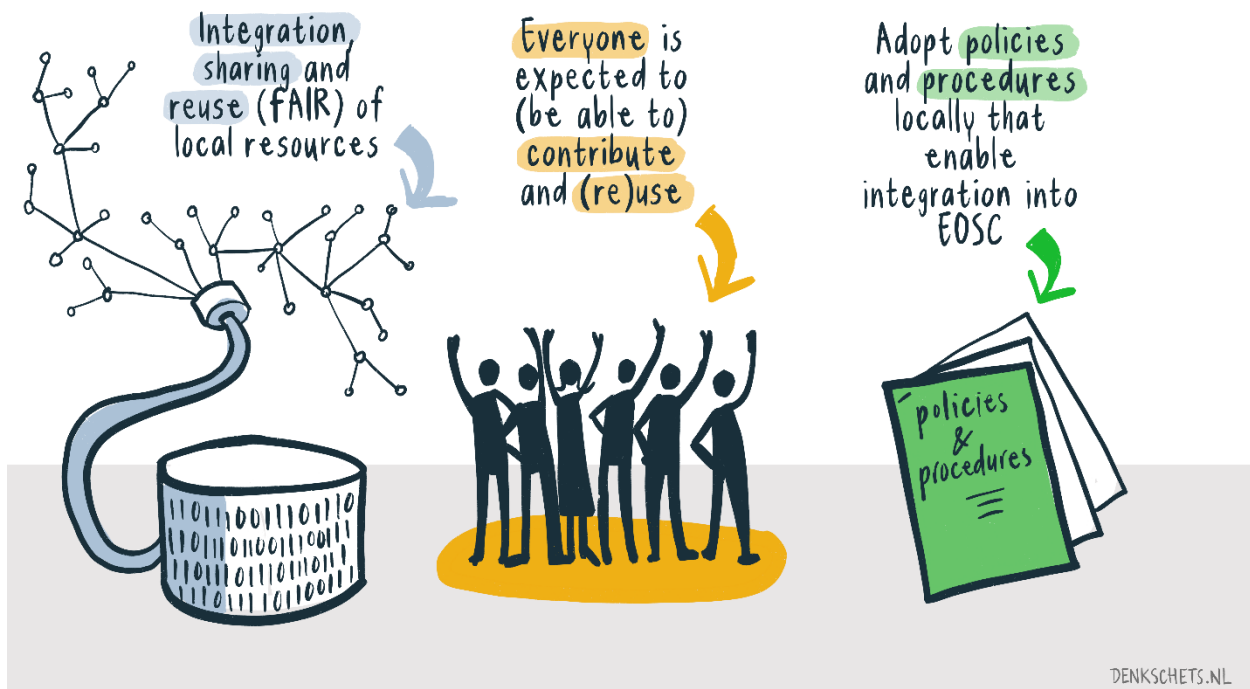 Integration,
sharing and
reuse (FAIR) of
local resources
Everyone is
expected to
(be able to)
contribute
and (re)use
Adopt policies
and procedures
locally that
enable
integration into
EOSC
policies
&
procedures
DENKSCHETS.NL